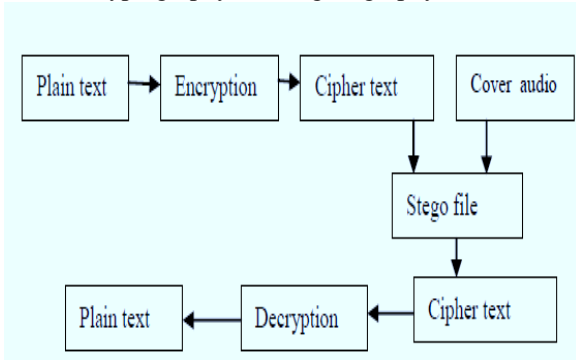 Plain text
Encryption
Cipher text
Cover audio
Stego file
Cipher text
Decryption
Plain text